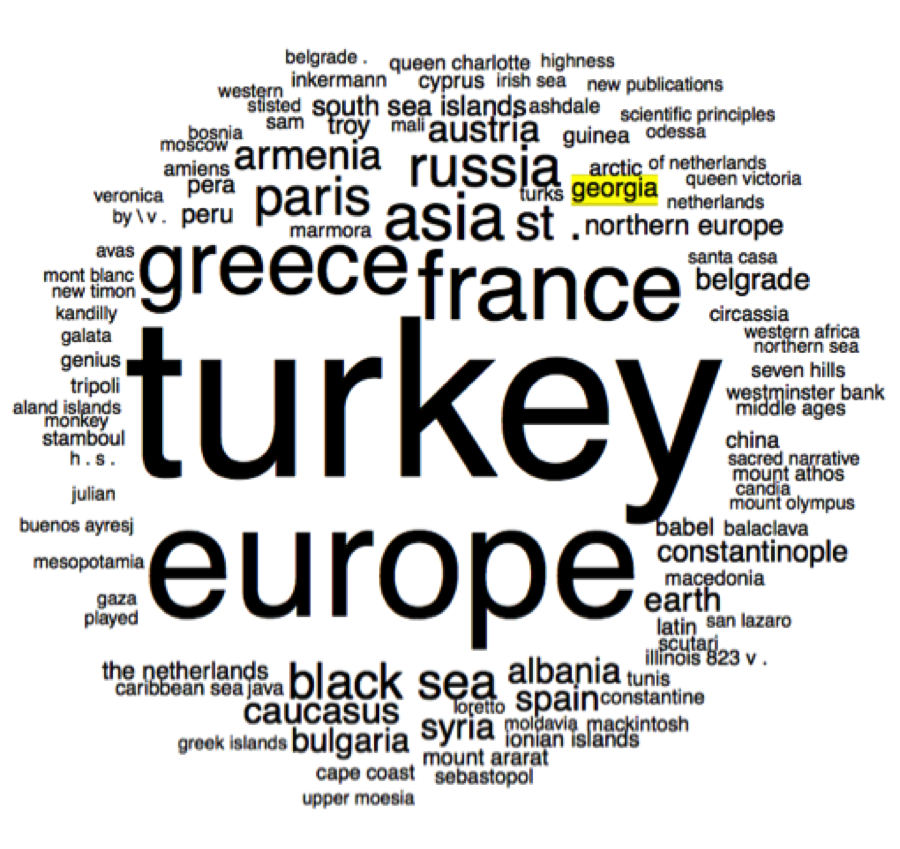 belgrade .
queen charlotte
highness
inkermann
cyprus
irish sea
new publications
western
stisted
south sea islands
ashdale
scientific principles
sam
troy
mali
austria
guinea
odessa
bosnia
moscow
armenia
russia
arctic
of netherlands
amiens
pera
paris
turks
georgia
queen victoria
veronica
netherlands
by \ v .
peru
marmora
asia
st .
northern europe
avas
greece
france
santa casa
mont blanc
belgrade
new timon
kandilly
circassia
galata
turkey
western africa
northern sea
genius
seven hills
tripoli
westminster bank
aland islands
middle ages
monkey
stamboul
china
h . s .
sacred narrative
mount athos
julian
candia
mount olympus
buenos ayresj
europe
babel
balaclava
mesopotamia
constantinople
macedonia
gaza
earth
played
latin
san lazaro
scutari
illinois 823 v .
the netherlands
black sea
albania
tunis
caribbean sea
java
spain
constantine
caucasus
loretto
syria
moldavia
mackintosh
greek islands
bulgaria
ionian islands
mount ararat
cape coast
sebastopol
upper moesia